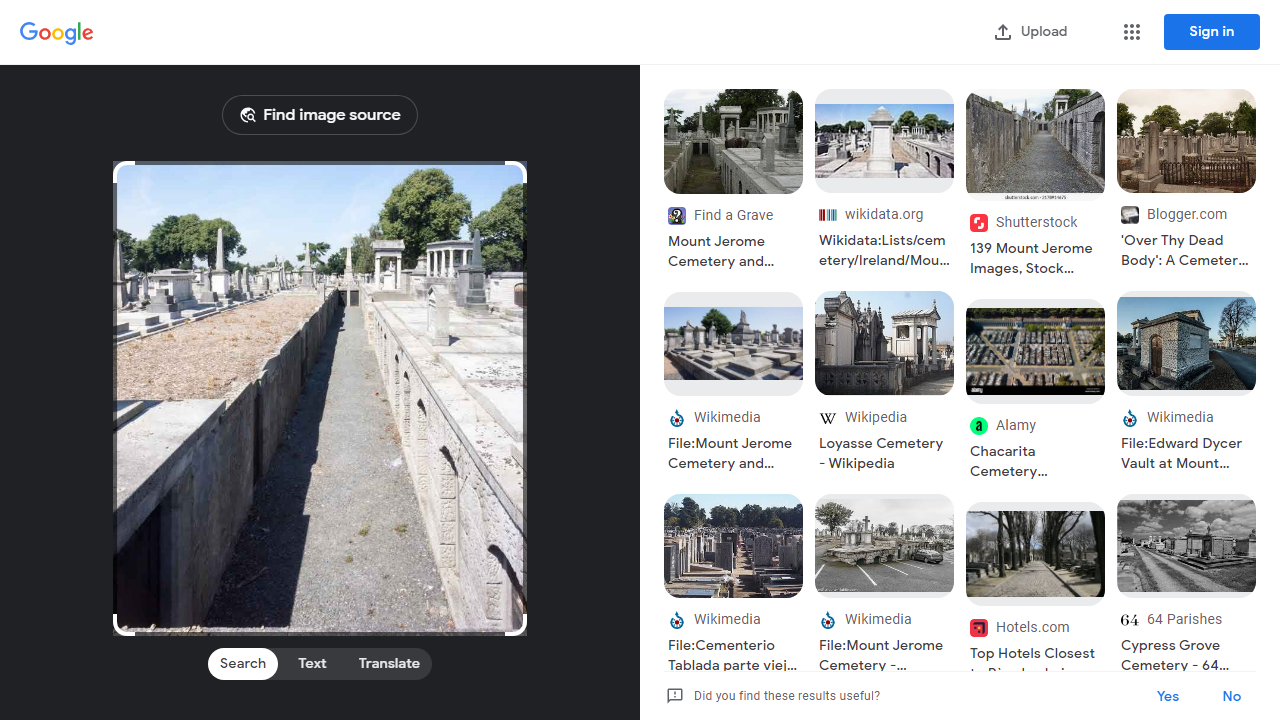 Google
Upload
Sign in
Find image source
Search
Text
Translate
Find a Grave
Mount Jerome
Cemetery and...
wikidata.org
Wikidata:Lists/cem
etery/Ireland/Mou...
Shutterstock
139 Mount Jerome
Images, Stock...
Blogger.com
'Over Thy Dead
Body': A Cemeter...
Wikimedia
File:Mount Jerome
Cemetery and...
W
Wikipedia
Loyasse Cemetery
- Wikipedia
a
Alamy
Chacarita
Cemetery...
Wikimedia
File:Edward Dycer
Vault at Mount...
Wikimedia
File:Cementerio
Tablada parte viej...
Wikimedia
File:Mount Jerome
Cemetery -...
Hotels.com
Top Hotels Closest
64
64 Parishes
Cypress Grove
Cemetery - 64...
Did you find these results useful?
Yes
No